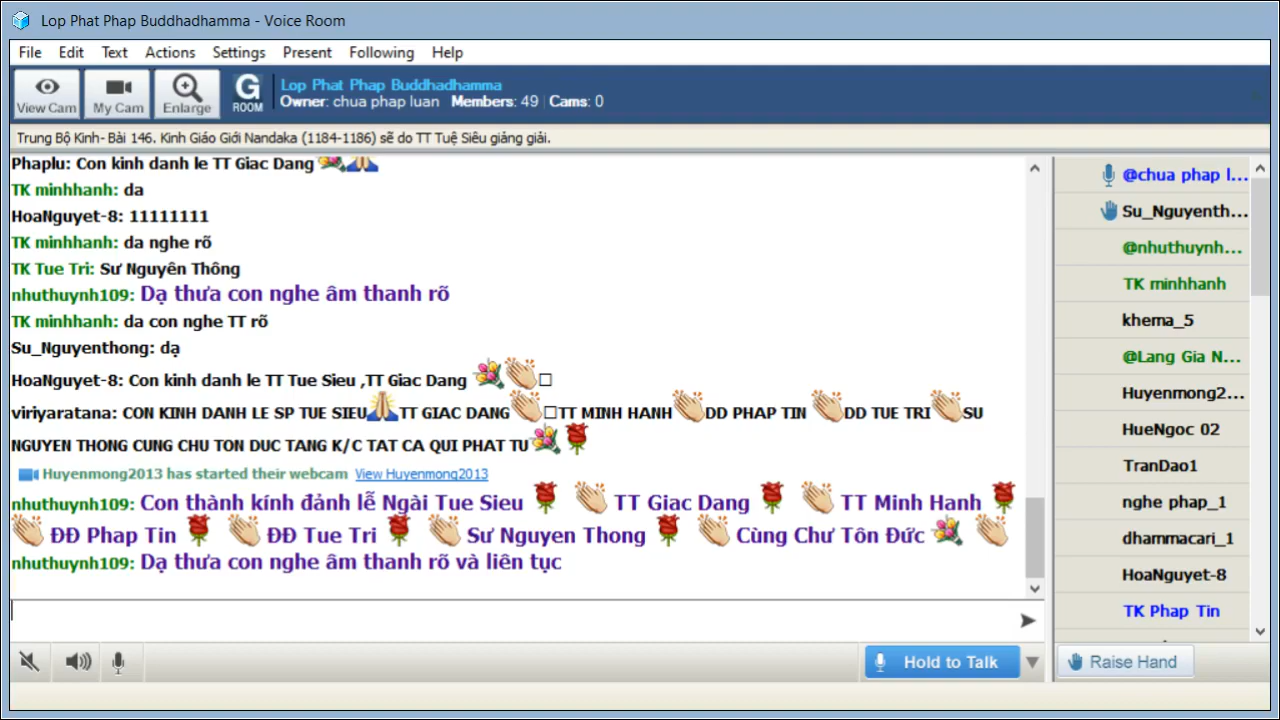 Lop Phat Phap Buddhadhamma - Voice Room
File Edit Text Actions Settings Present Following Help
View Cam My Cam Enlarge G ROOM
Lop Phat Phap Buddhadhamma
Owner: chua phap luan Members: 49 Cams: 0
Trung Bộ Kinh- Bài 146. Kinh Giáo Giới Nandaka (1184-1186) sẽ do TT Tuệ Siêu giảng giải.
Phaplu: Con kinh danh le TT Giac Dang
TK minhhanh: da
HoaNguyet-8: 11111111
TK minhhanh: da nghe rõ
TK Tue Tri: Sư Nguyên Thông
nhuthuynh109: Dạ thưa con nghe âm thanh rõ
TK minhhanh: da con nghe TT rõ
Su_Nguyenthong: dạ
HoaNguyet-8: Con kinh danh le TT Tue Sieu ,TT Giac Dang
viriyaratana: CON KINH DANH LE SP TUE SIEU TT GIAC DANG TT MINH HANH DD PHAP TIN DD TUE TRI SU
NGUYEN THONG CUNG CHU TON DUC TANG K/C TAT CA QUI PHAT TU
Huyenmong2013 has started their webcam View Huyenmong2013
nhuthuynh109: Con thành kính đảnh lễ Ngài Tue Sieu TT Giac Dang TT Minh Hanh
ĐĐ Phap Tin ĐĐ Tue Tri Sư Nguyen Thong Cùng Chư Tôn Đức
nhuthuynh109: Dạ thưa con nghe âm thanh rõ và liên tục
@chua phap l...
Su_Nguyenth...
@nhuthuynh...
TK minhhanh
khema_5
@Lang Gia N...
Huyenmong2...
HueNgoc 02
TranDao1
nghe phap_1
dhammacari_1
HoaNguyet-8
TK Phap Tin
Hold to Talk
Raise Hand